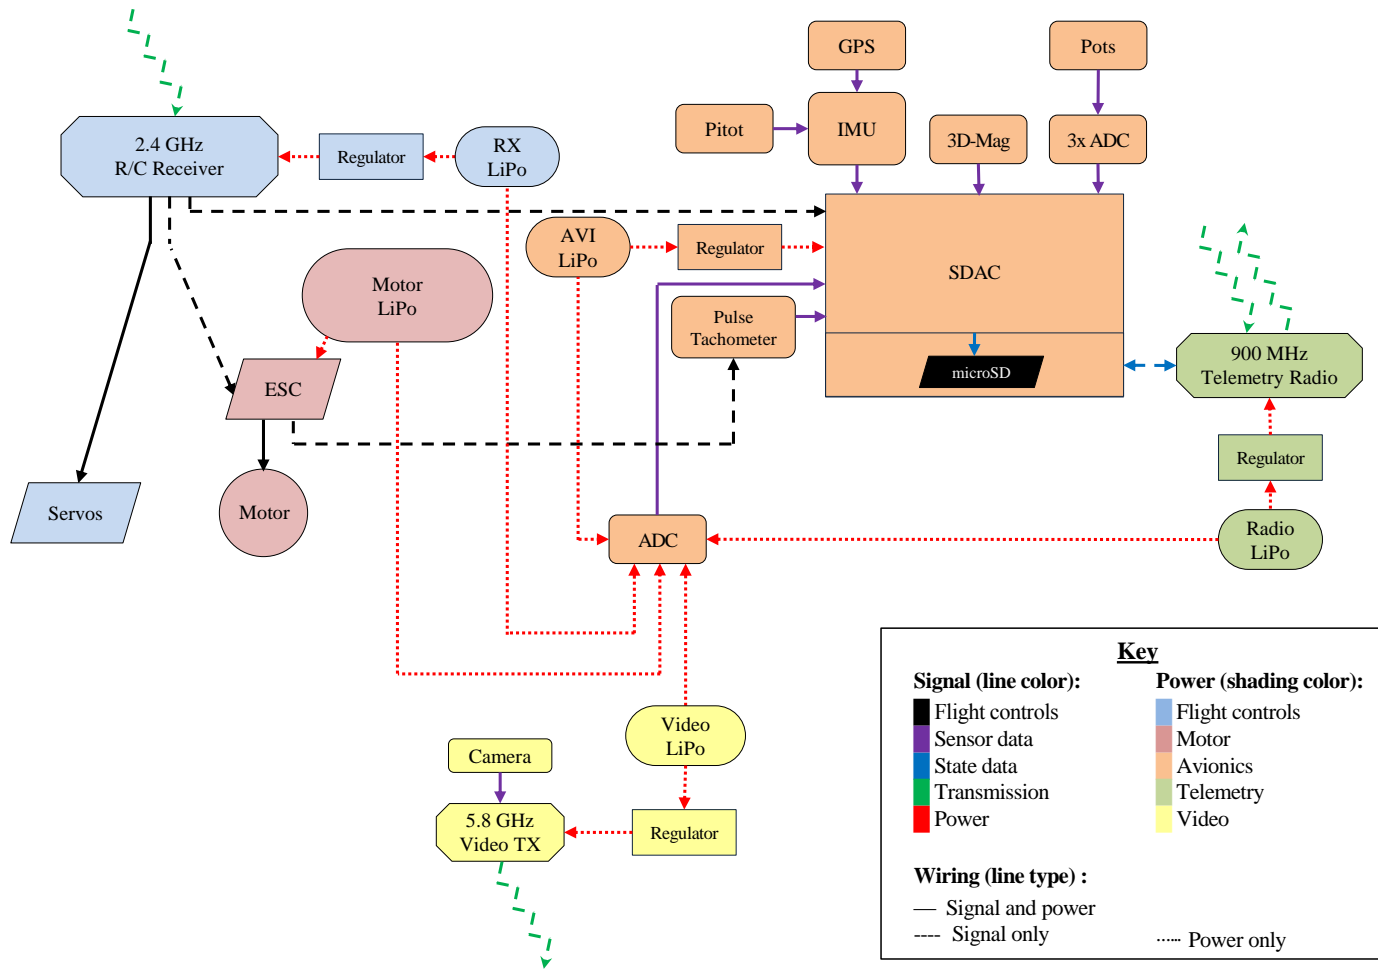 GPS
Pots
2.4 GHz
R/C Receiver
Regulator
RX
LiPo
Pitot
IMU
3D-Mag
3x ADC
AVI
LiPo
Regulator
SDAC
Motor
LiPo
Pulse
Tachometer
ESC
microSD
900 MHz
Telemetry Radio
Regulator
Servos
Motor
ADC
Radio
LiPo
Video
LiPo
Camera
5.8 GHz
Video TX
Regulator
Key
Signal (line color):
Flight controls
Sensor data
State data
Transmission
Power
Power (shading color):
Flight controls
Motor
Avionics
Telemetry
Video
Wiring (line type) :
Signal and power
Signal only
Power only